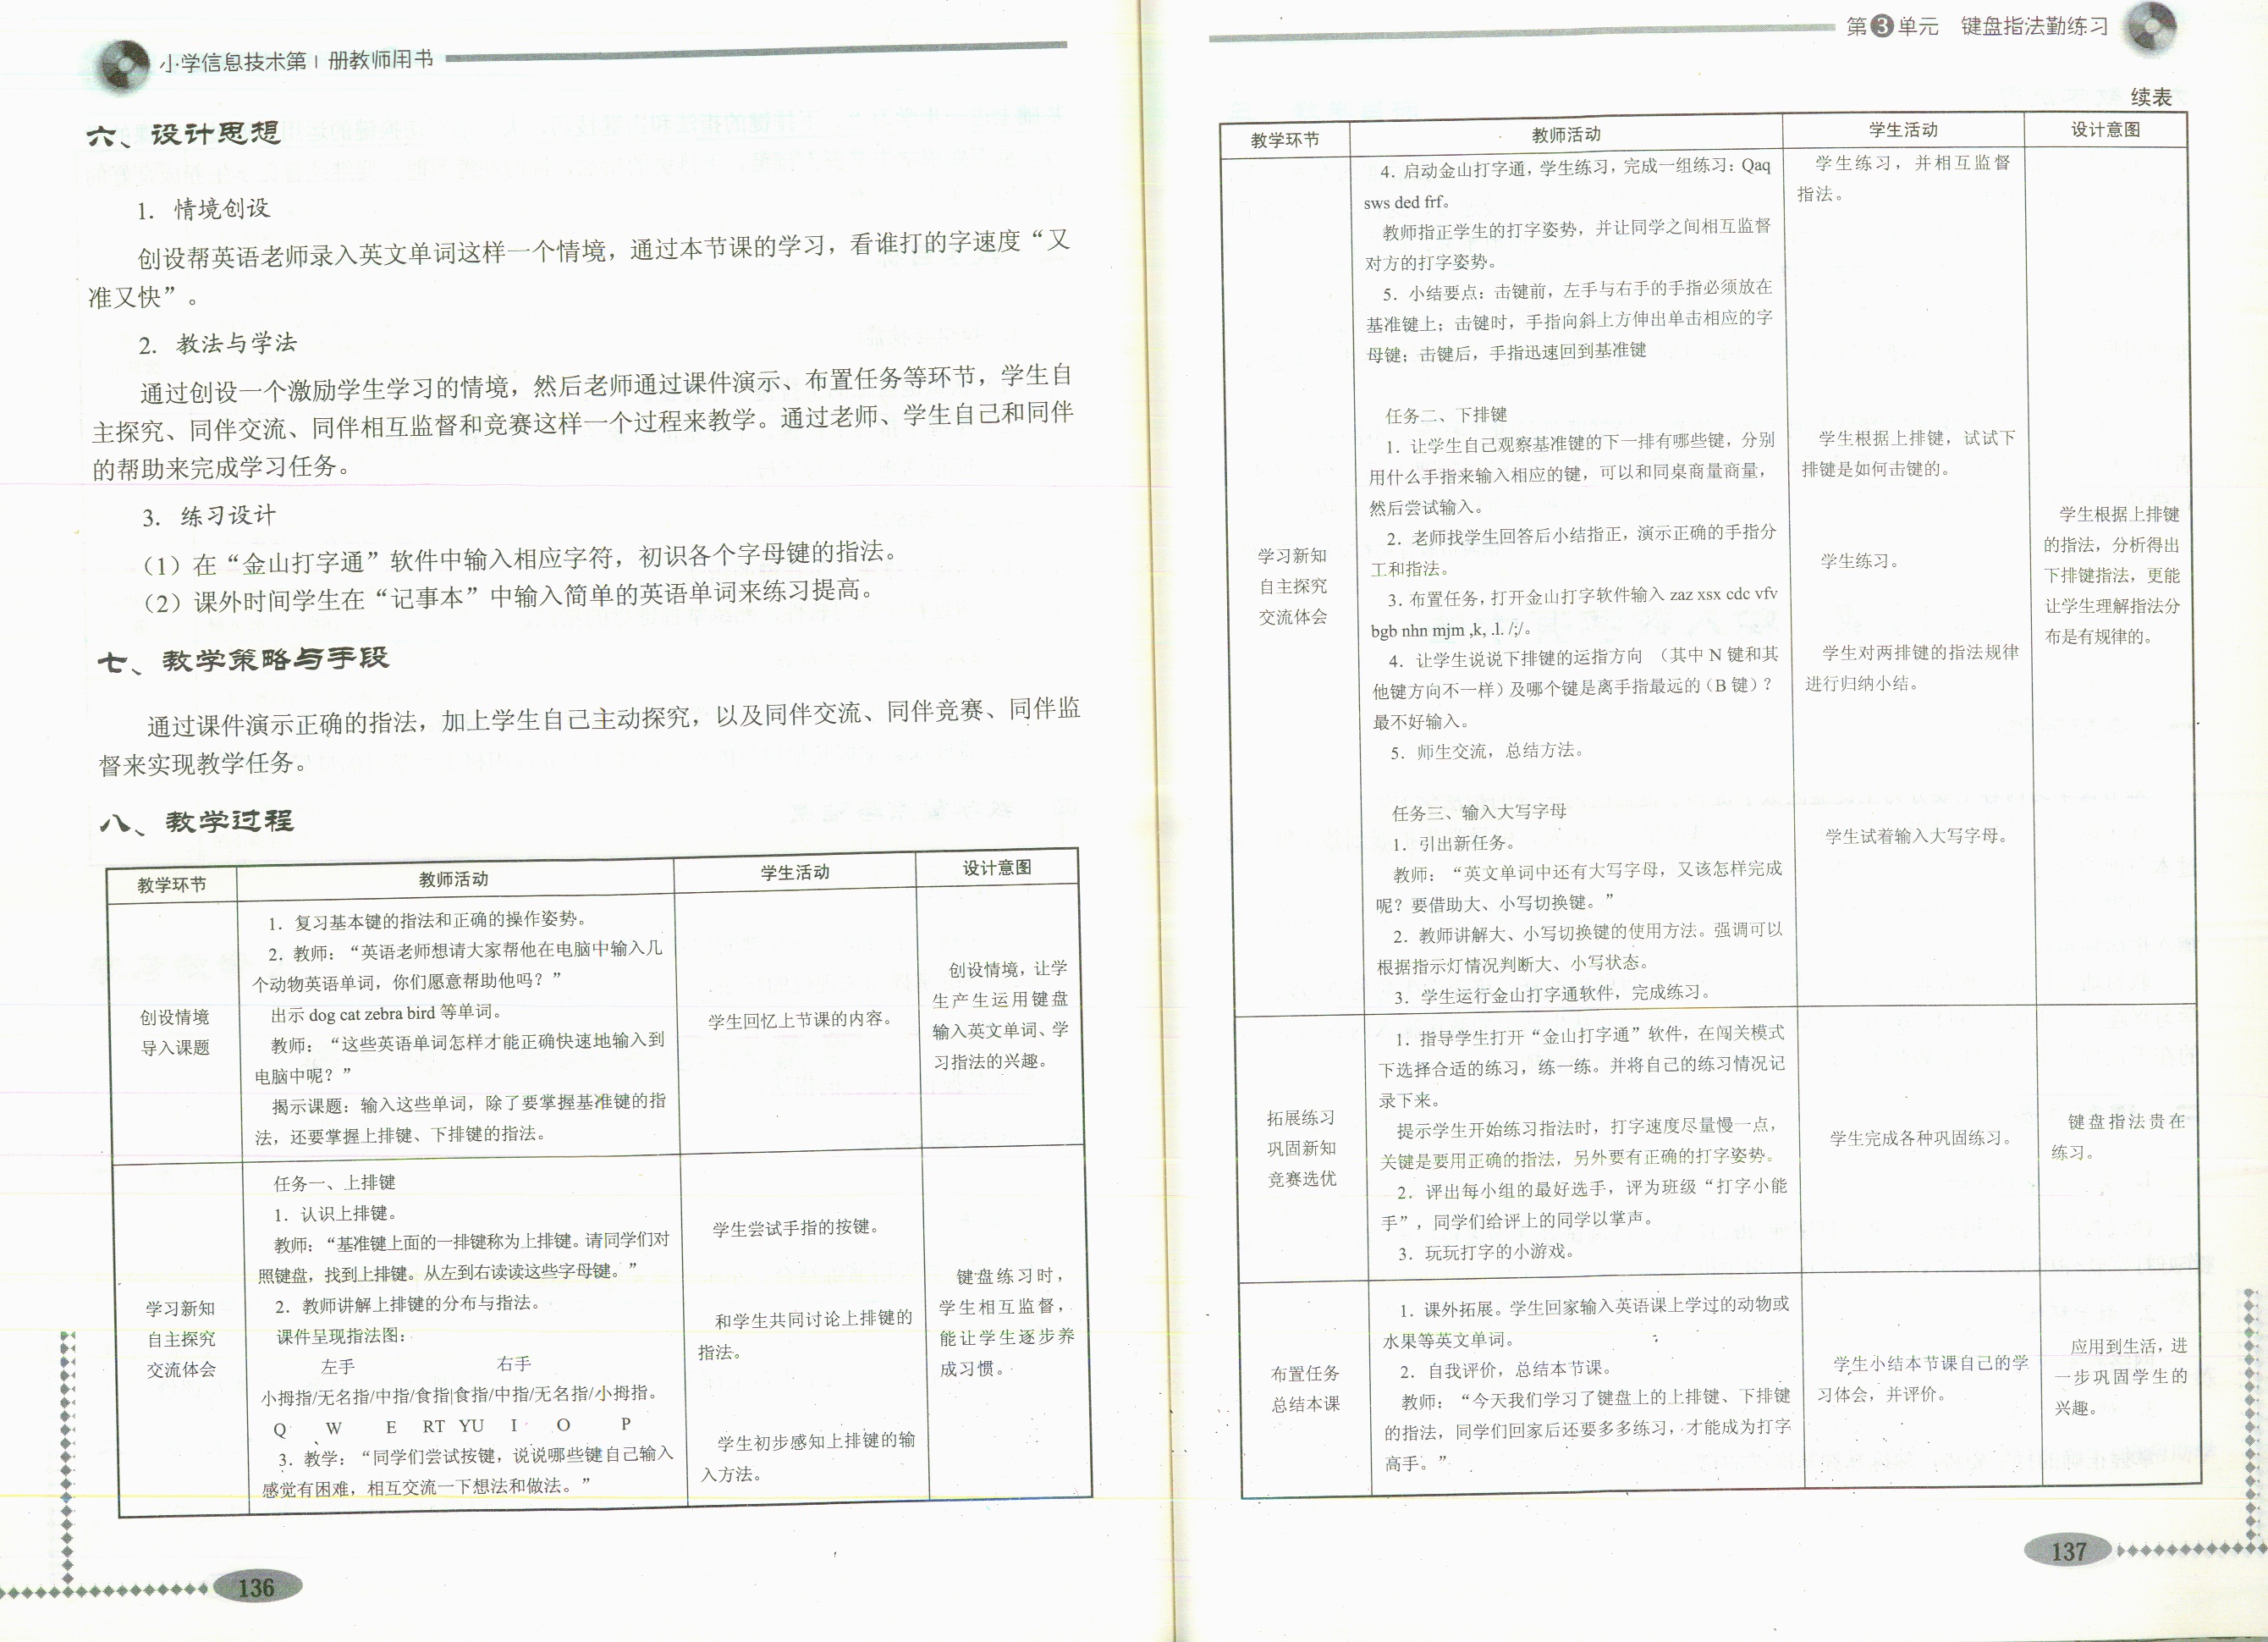 小学信息技术第1册教师用书
六、设计思想
1. 情境创设
创设帮英语老师录入英文单词这样一个情境，通过本节课的学习，看谁打的字速度“又
准又快”。
2. 教法与学法
通过创设一个激励学生学习的情境，然后老师通过课件演示、布置任务等环节，学生自
主探究、同伴交流、同伴相互监督和竞赛这样一个过程来教学。通过老师、学生自己和同伴
的帮助来完成学习任务。
3. 练习设计
（1）在“金山打字通”软件中输入相应字符，初识各个字母键的指法。
（2）课外时间学生在“记事本”中输入简单的英语单词来练习提高。
七、教学策略与手段
通过课件演示正确的指法，加上学生自己主动探究，以及同伴交流、同伴竞赛、同伴监
督来实现教学任务。
八、教学过程
教学环节 教师活动 学生活动 设计意图
创设情境
导入课题
1. 复习基本键的指法和正确的操作姿势。
2. 教师：“英语老师想请大家帮他在电脑中输入几
个动物英语单词，你们愿意帮助他吗？”
出示 dog cat zebra bird 等单词。
教师：“这些英语单词怎样才能正确快速地输入到
电脑中呢？”
揭示课题：输入这些单词，除了要掌握基准键的指
法，还要掌握上排键、下排键的指法。
学生回忆上节课的内容。
创设情境，让学
生产生运用键盘
输入英文单词、学
习指法的兴趣。
学习新知
自主探究
交流体会
任务一、上排键
1. 认识上排键。
教师：“基准键上面的一排键称为上排键。请同学们对
照键盘，找到上排键。从左到右读读这些字母键。”
2. 教师讲解上排键的分布与指法。
课件呈现指法图：
左手 右手
小拇指/无名指/中指/食指|食指/中指/无名指/小拇指。
Q W E RT YU I O P
3. 教学：“同学们尝试按键，说说哪些键自己输入
感觉有困难，相互交流一下想法和做法。”
学生尝试手指的按键。
和学生共同讨论上排键的
指法。
学生初步感知上排键的输
入方法。
键盘练习时，
学生相互监督，
能让学生逐步养
成习惯。
136
第3单元 键盘指法勤练习
续表
教学环节 教师活动 学生活动 设计意图
学习新知
自主探究
交流体会
4. 启动金山打字通，学生练习，完成一组练习：Qaq
sws ded frf。
教师指正学生的打字姿势，并让同学之间相互监督
对方的打字姿势。
5. 小结要点：击键前，左手与右手的手指必须放在
基准键上；击键时，手指向斜上方伸出单击相应的字
母键；击键后，手指迅速回到基准键
任务二、下排键
1. 让学生自己观察基准键的下一排有哪些键，分别
用什么手指来输入相应的键，可以和同桌商量商量，
然后尝试输入。
2. 老师找学生回答后小结指正，演示正确的手指分
工和指法。
3. 布置任务，打开金山打字软件输入 zaz xsx cdc vfv
bgb nhn mjm ,k, .l. /;/。
4. 让学生说说下排键的运指方向 （其中 N 键和其
他键方向不一样）及哪个键是离手指最远的（B 键）？
最不好输入。
5. 师生交流，总结方法。
任务三、输入大写字母
1. 引出新任务。
教师：“英文单词中还有大写字母，又该怎样完成
呢？要借助大、小写切换键。”
2. 教师讲解大、小写切换键的使用方法。强调可以
根据指示灯情况判断大、小写状态。
3. 学生运行金山打字通软件，完成练习。
学生练习，并相互监督
指法。
学生根据上排键，试试下
排键是如何击键的。
学生练习。
学生对两排键的指法规律
进行归纳小结。
学生试着输入大写字母。
学生根据上排键
的指法，分析得出
下排键指法，更能
让学生理解指法分
布是有规律的。
拓展练习
巩固新知
竞赛选优
1. 指导学生打开“金山打字通”软件，在闯关模式
下选择合适的练习，练一练。并将自己的练习情况记
录下来。
提示学生开始练习指法时，打字速度尽量慢一点，
关键是要用正确的指法，另外要有正确的打字姿势。
2. 评出每小组的最好选手，评为班级“打字小能
手”，同学们给评上的同学以掌声。
3. 玩玩打字的小游戏。
学生完成各种巩固练习。
键盘指法贵在
练习。
布置任务
总结本课
1. 课外拓展。学生回家输入英语课上学过的动物或
水果等英文单词。
2. 自我评价，总结本节课。
教师：“今天我们学习了键盘上的上排键、下排键
的指法，同学们回家后还要多多练习，才能成为打字
高手。”
学生小结本节课自己的学
习体会，并评价。
应用到生活，进
一步巩固学生的
兴趣。
137